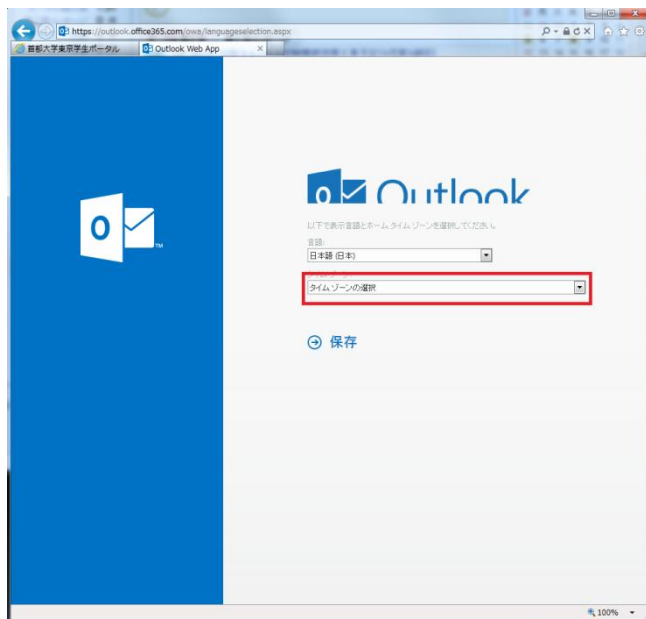 https://outlook.office365.com/owa/languageselection.aspx
首都大学東京学生ポータル
Outlook Web App
Outlook
以下で表示言語とホーム タイム ゾーンを選択してください。
言語:
日本語 (日本)
タイム ゾーンの選択
保存
TM
100%